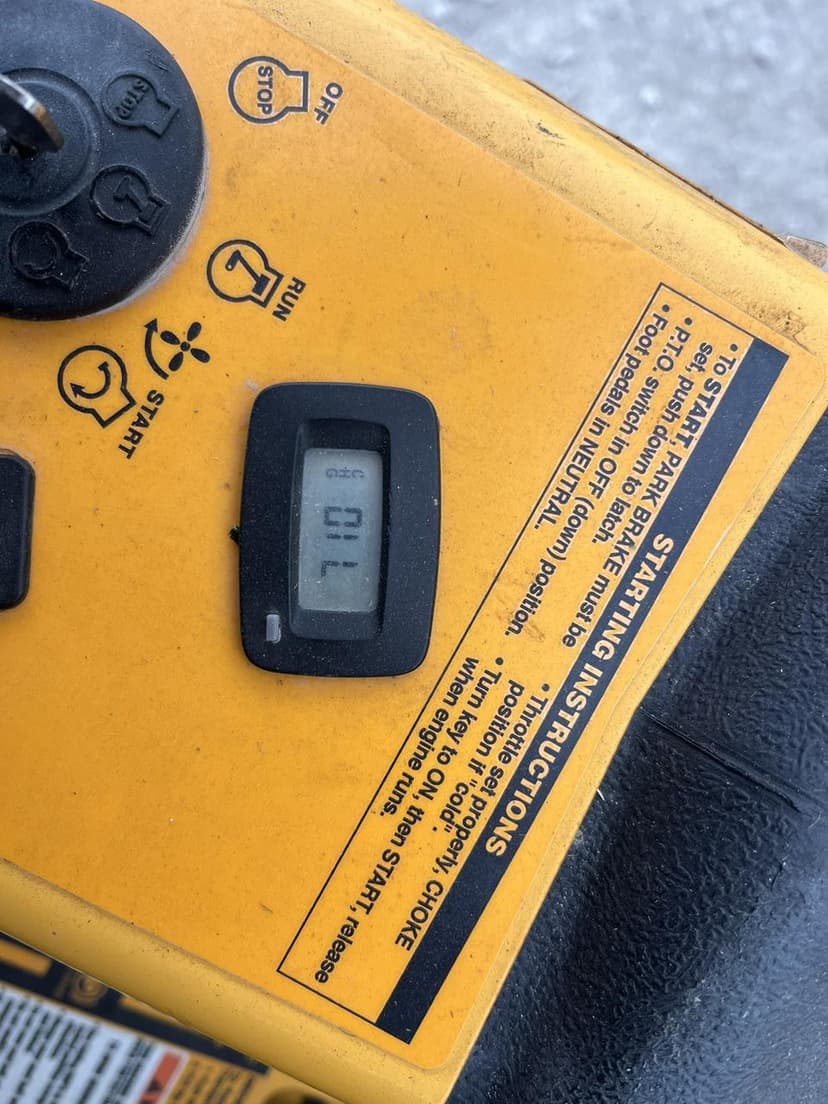 STOP
STOP
OFF
RUN
START
CHG
OIL
STARTING INSTRUCTIONS
• To START, PARK BRAKE must be
set, push down to latch.
• P.T.O. switch in OFF (down) position.
• Foot pedals in NEUTRAL.
• Throttle set properly, CHOKE
position if "cold".
• Turn key to ON, then START, release
when engine runs.